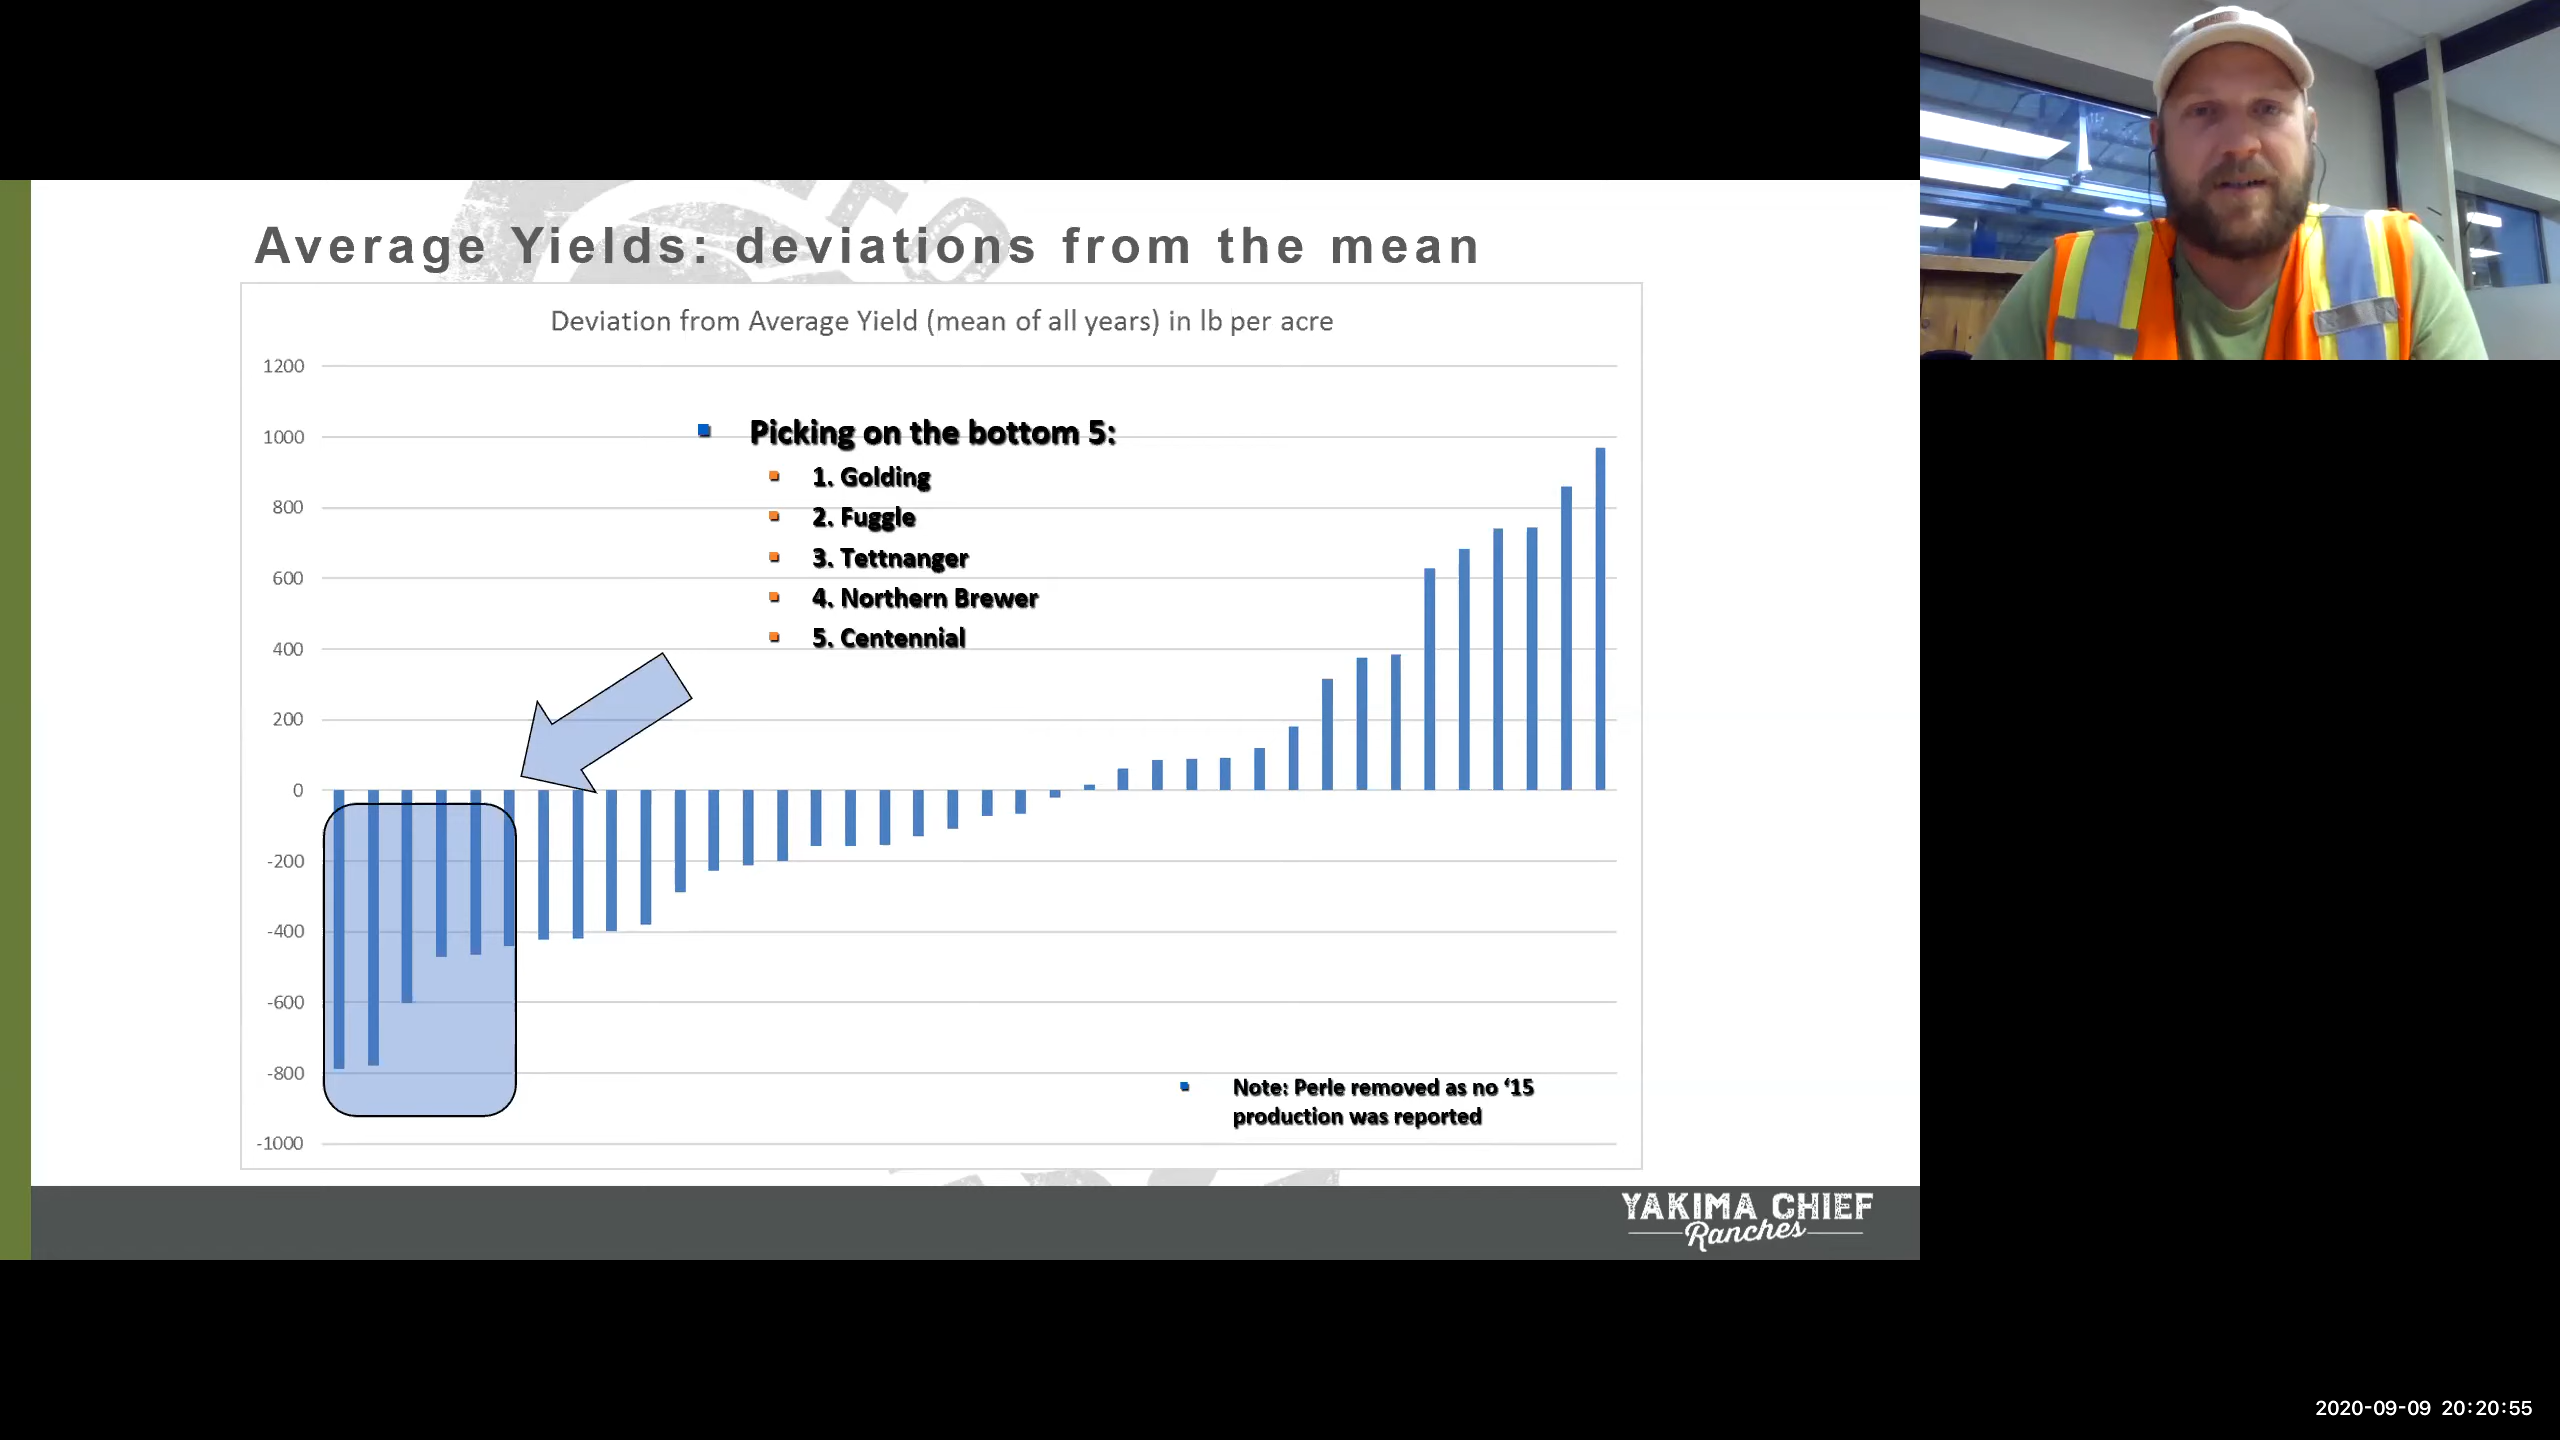 Average Yields: deviations from the mean
Deviation from Average Yield (mean of all years) in lb per acre
1200
1000
800
600
400
200
0
-200
-400
-600
-800
-1000
Picking on the bottom 5:
1. Golding
2. Fuggle
3. Tettnanger
4. Northern Brewer
5. Centennial
Note: Perle removed as no ‘15
production was reported
YAKIMA CHIEF
Ranches
2020-09-09 20:20:55